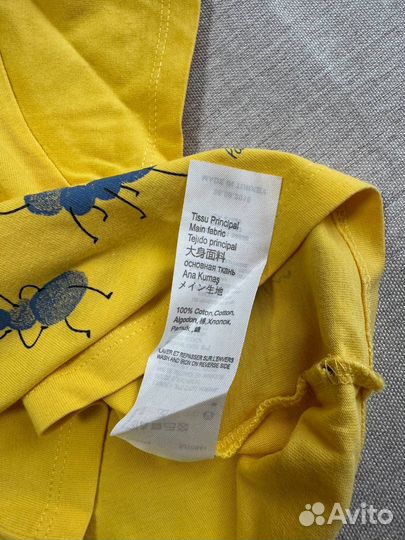 Tissu Principal
Main fabric
Tejido principal
大身面料
основная ткань
Ana Kumaş
メイン生地
100% Coton,Cotton,
Algodon,棉,Хлопок,
Pamuk,綿
LAVER ET REPASSER SUR L'ENVERS
WASH AND IRON ON REVERSE SIDE
Avito